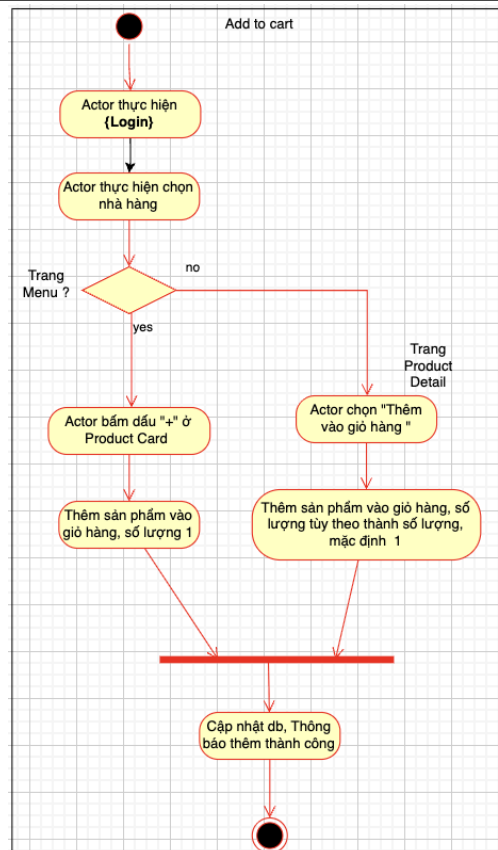 Add to cart
Actor thực hiện
{Login}
Actor thực hiện chọn
nhà hàng
Trang
Menu ?
no
yes
Trang
Product
Detail
Actor bấm dấu "+" ở
Product Card
Actor chọn "Thêm
vào giỏ hàng "
Thêm sản phẩm vào
giỏ hàng, số lượng 1
Thêm sản phẩm vào giỏ hàng, số
lượng tùy theo thành số lượng,
mặc định 1
Cập nhật db, Thông
báo thêm thành công